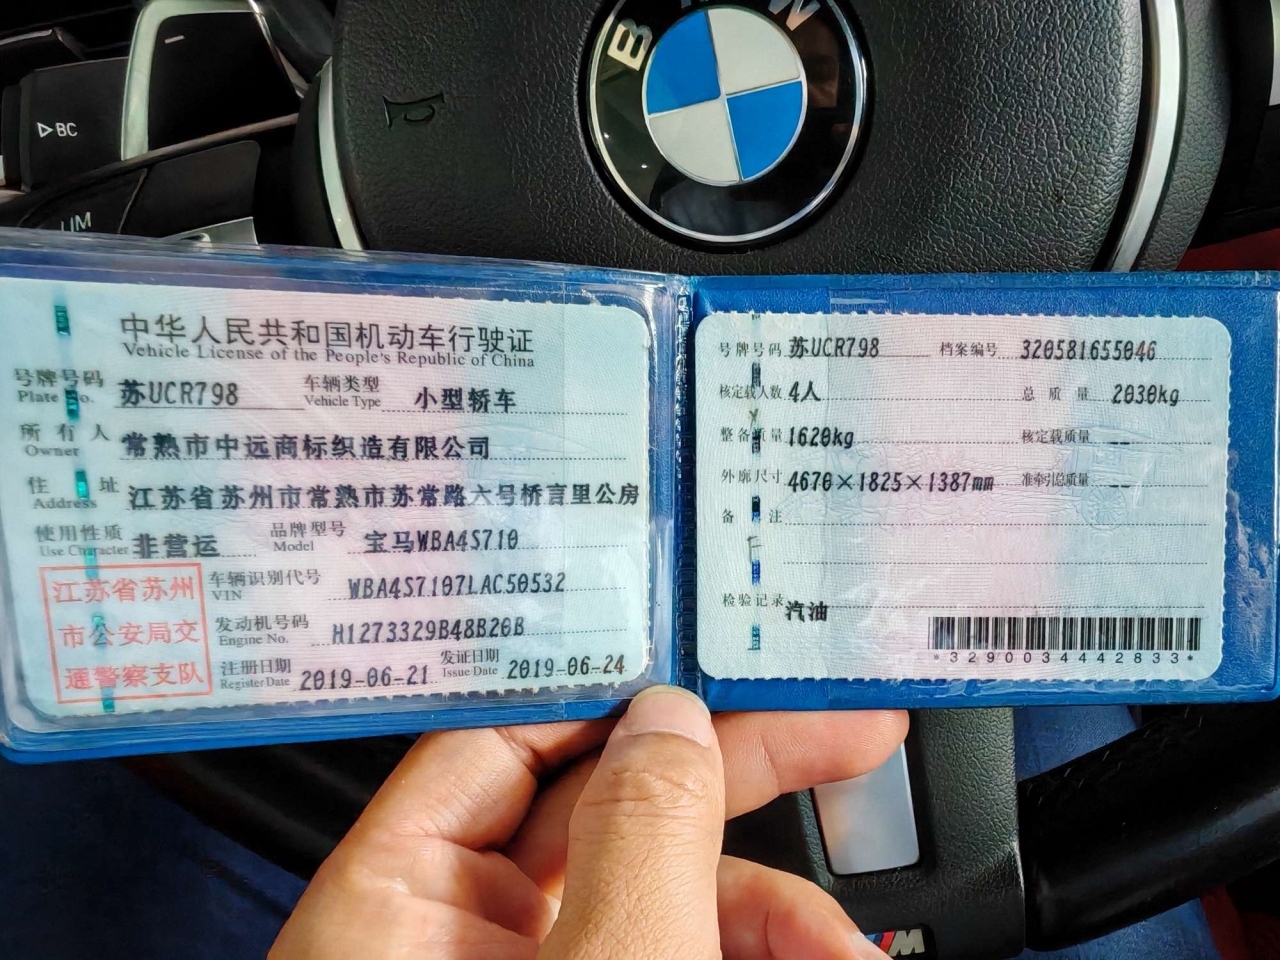 BMW
BC
LIM
中华人民共和国机动车行驶证
Vehicle License of the People's Republic of China
号牌号码 苏UCR798 车辆类型 小型轿车
Plate No. Vehicle Type
所有人 常熟市中远商标织造有限公司
Owner
住址 江苏省苏州市常熟市苏常路六号桥言里公房
Address
使用性质 非营运 品牌型号 宝马WBA4S710
Use Character Model
江苏省苏州
市公安局交
通警察支队
车辆识别代号 WBA4S7107LAC50532
VIN
发动机号码 H1273329B48B20B
Engine No.
注册日期 2019-06-21 发证日期 2019-06-24
Register Date Issue Date
号牌号码 苏UCR798 档案编号 320581655046
核定载人数 4人 总质量 2030kg
整备质量 1620kg 核定载质量 --
外廓尺寸 4670×1825×1387mm 准牵引总质量 --
备注
检验记录 汽油
*3290034442833*
M